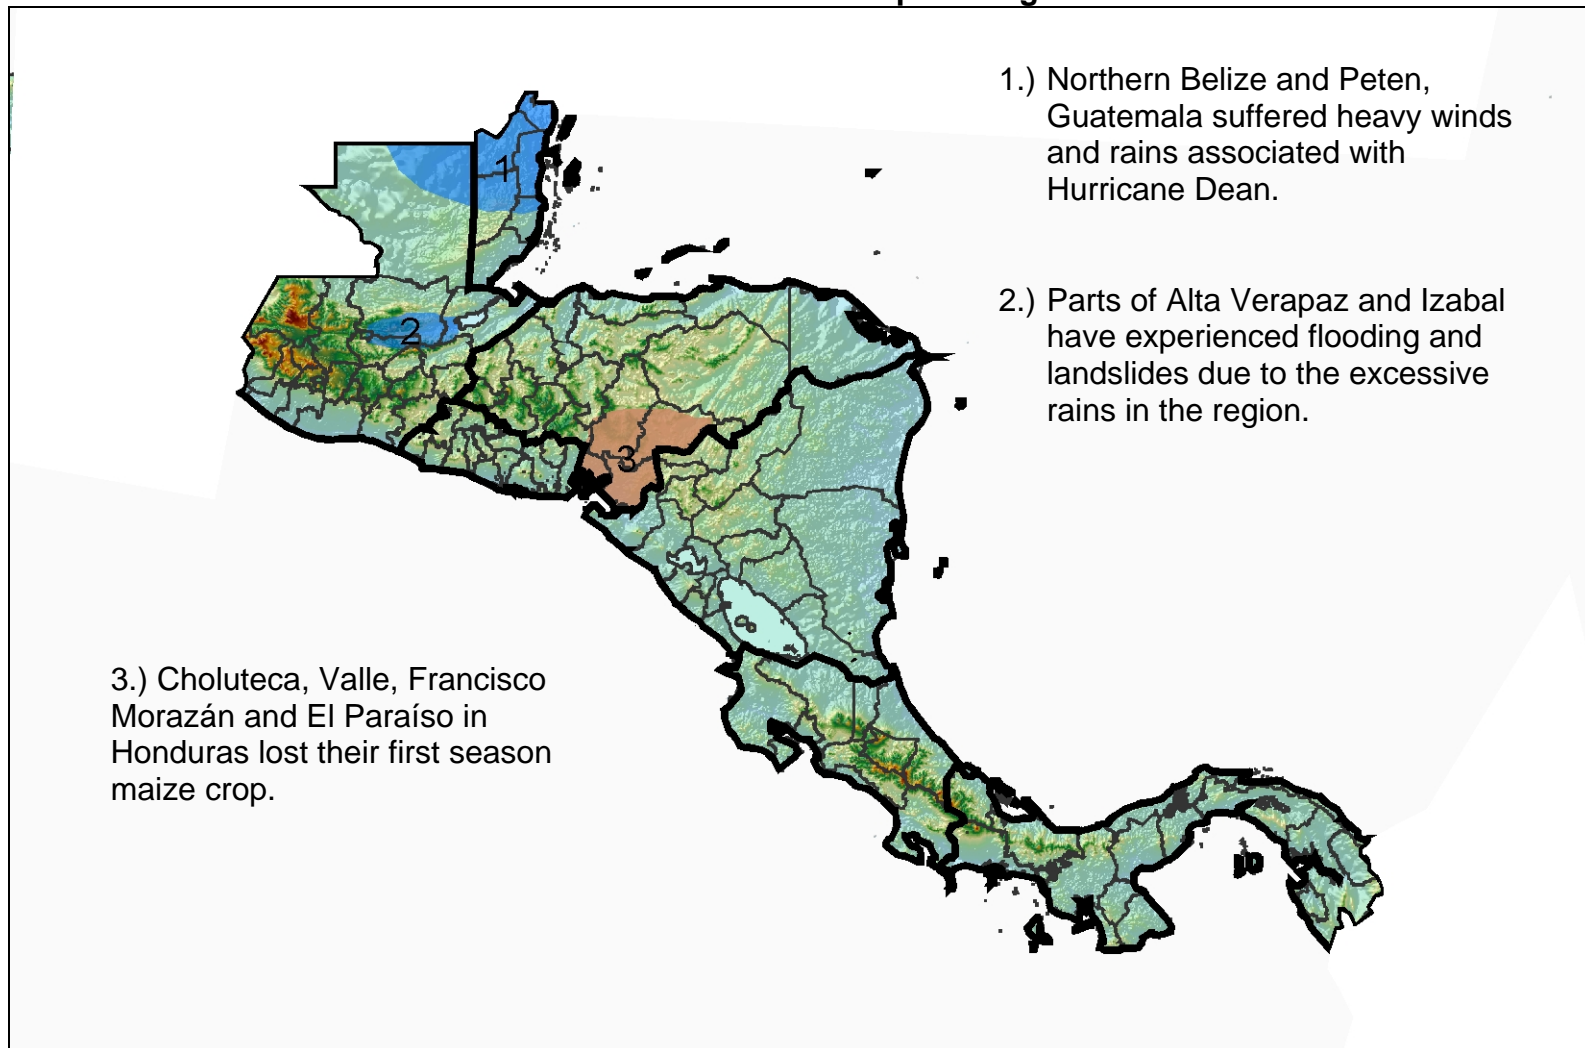 1.) Northern Belize and Peten,
Guatemala suffered heavy winds
and rains associated with
Hurricane Dean.
1
2.) Parts of Alta Verapaz and Izabal
have experienced flooding and
landslides due to the excessive
rains in the region.
2
3
3.) Choluteca, Valle, Francisco
Morazán and El Paraíso in
Honduras lost their first season
maize crop.